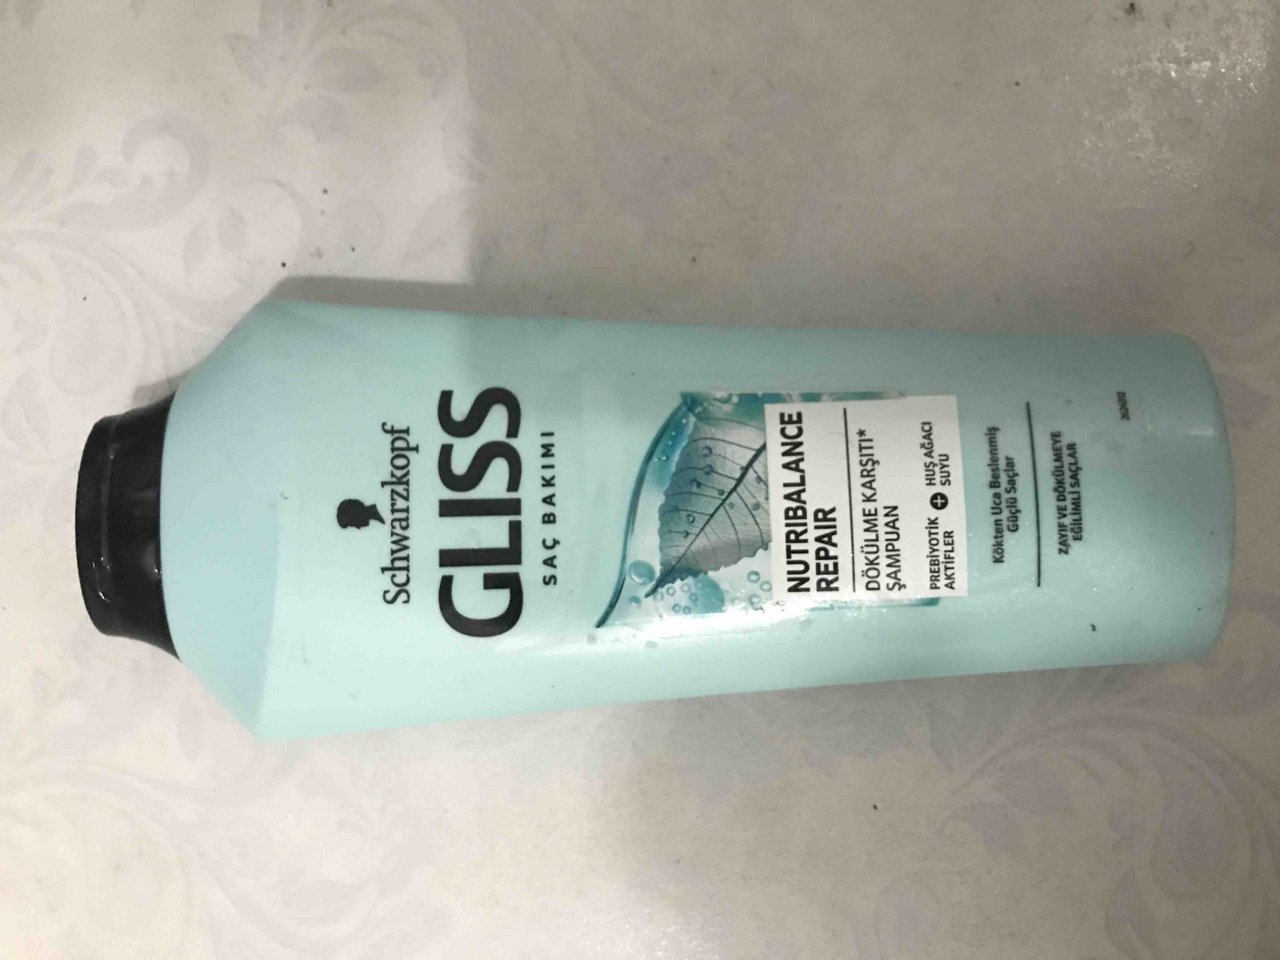 Schwarzkopf
GLISS
SAÇ BAKIMI
NUTRIBALANCE
REPAIR
DÖKÜLME KARŞITI*
ŞAMPUAN
PREBİYOTİK
AKTİFLER
+
HUŞ AĞACI
SUYU
Kökten Uca Beslenmiş
Güçlü Saçlar
ZAYIF VE DÖKÜLMEYE
EĞİLİMLİ SAÇLAR